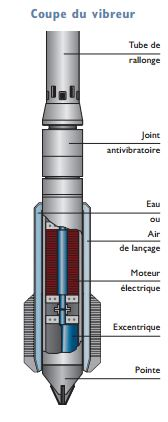 Coupe du vibreur
Tube de
rallonge
Joint
antivibratoire
Eau
ou
Air
de lançage
Moteur
électrique
Excentrique
Pointe